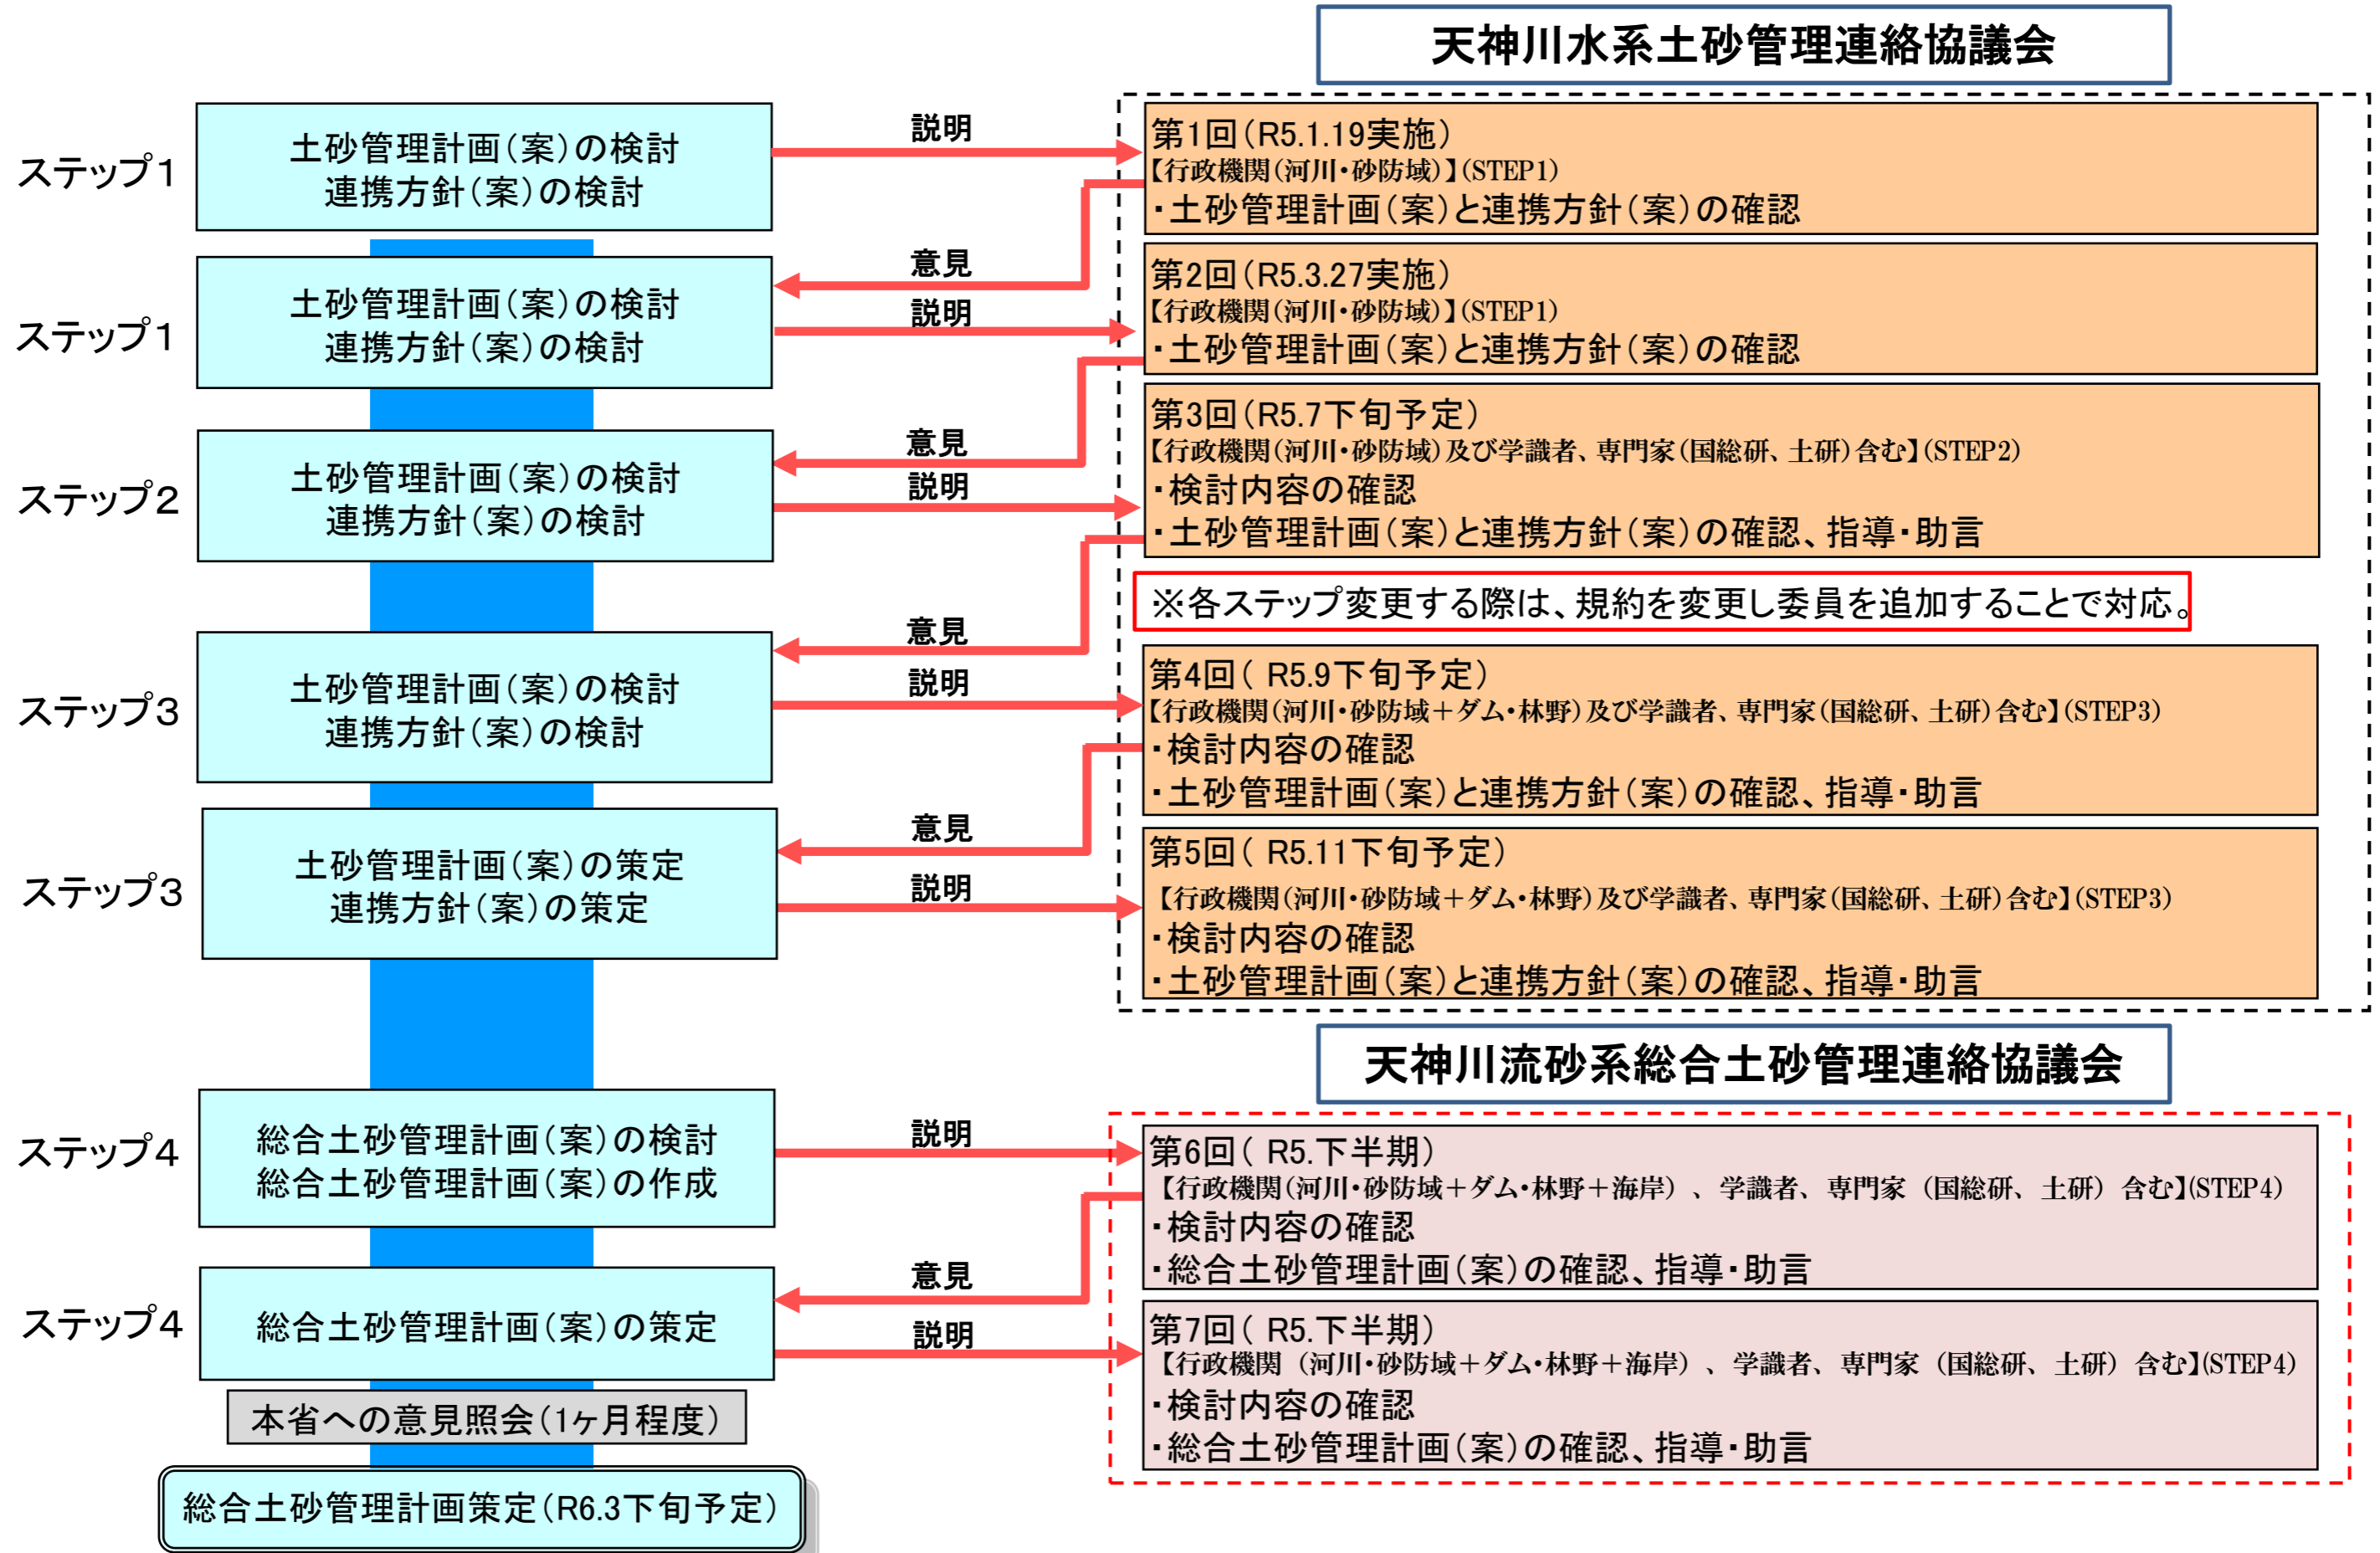 天神川水系土砂管理連絡協議会
ステップ1
土砂管理計画(案)の検討
連携方針(案)の検討
説明
第1回(R5.1.19実施)
【行政機関(河川・砂防域)】(STEP1)
・土砂管理計画(案)と連携方針(案)の確認
意見
ステップ1
土砂管理計画(案)の検討
連携方針(案)の検討
説明
第2回(R5.3.27実施)
【行政機関(河川・砂防域)】(STEP1)
・土砂管理計画(案)と連携方針(案)の確認
意見
ステップ2
土砂管理計画(案)の検討
連携方針(案)の検討
説明
第3回(R5.7下旬予定)
【行政機関(河川・砂防域)及び学識者、専門家(国総研、土研)含む】(STEP2)
・検討内容の確認
・土砂管理計画(案)と連携方針(案)の確認、指導・助言
※各ステップ変更する際は、規約を変更し委員を追加することで対応。
意見
ステップ3
土砂管理計画(案)の検討
連携方針(案)の検討
説明
第4回( R5.9下旬予定)
【行政機関(河川・砂防域+ダム・林野)及び学識者、専門家(国総研、土研)含む】(STEP3)
・検討内容の確認
・土砂管理計画(案)と連携方針(案)の確認、指導・助言
意見
ステップ3
土砂管理計画(案)の策定
連携方針(案)の策定
説明
第5回( R5.11下旬予定)
【行政機関(河川・砂防域+ダム・林野)及び学識者、専門家(国総研、土研)含む】(STEP3)
・検討内容の確認
・土砂管理計画(案)と連携方針(案)の確認、指導・助言
天神川流砂系総合土砂管理連絡協議会
ステップ4
総合土砂管理計画(案)の検討
総合土砂管理計画(案)の作成
説明
第6回( R5.下半期)
【行政機関(河川・砂防域+ダム・林野+海岸)、学識者、専門家(国総研、土研)含む】(STEP4)
・検討内容の確認
・総合土砂管理計画(案)の確認、指導・助言
意見
ステップ4
総合土砂管理計画(案)の策定
説明
第7回( R5.下半期)
【行政機関(河川・砂防域+ダム・林野+海岸)、学識者、専門家(国総研、土研)含む】(STEP4)
・検討内容の確認
・総合土砂管理計画(案)の確認、指導・助言
本省への意見照会(1ヶ月程度)
総合土砂管理計画策定(R6.3下旬予定)